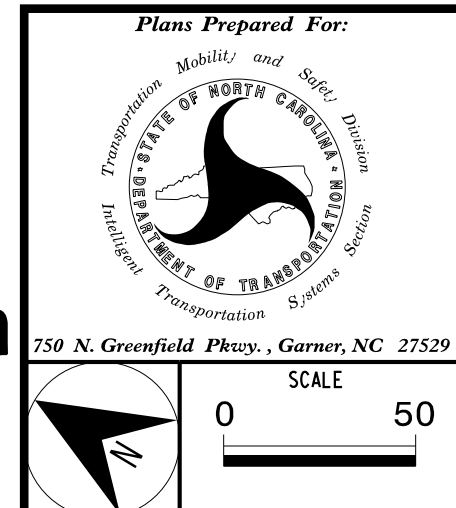 Plans Prepared For:
Transportation Mobility and Safety Division
STATE OF NORTH CAROLINA
DEPARTMENT OF TRANSPORTATION
Intelligent Transportation Systems Section
750 N. Greenfield Pkwy. , Garner, NC 27529
SCALE
0 50
N